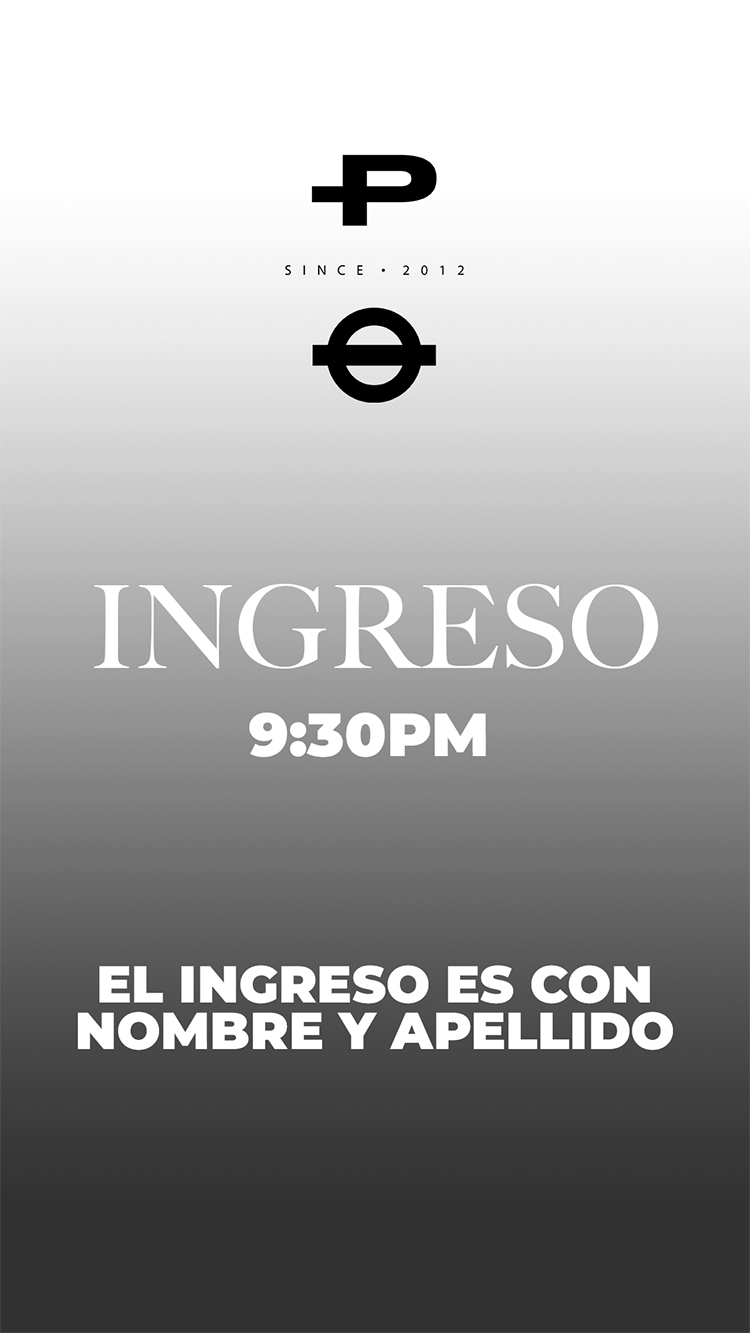 P
SINCE • 2012
INGRESO
9:30PM
EL INGRESO ES CON
NOMBRE Y APELLIDO